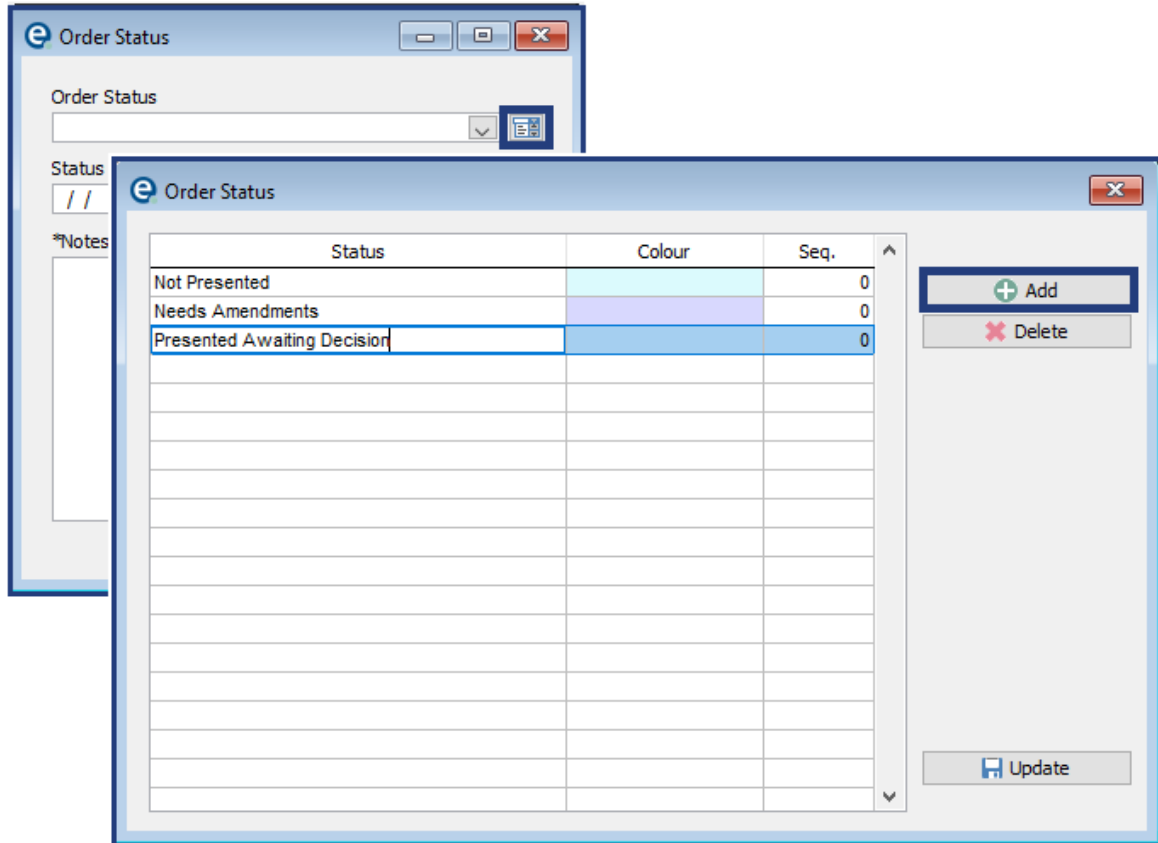 Order Status
Order Status
Status
/ /
*Notes
Order Status
Status Colour Seq.
Not Presented 0
Needs Amendments 0
Presented Awaiting Decision 0
Add
Delete
Update